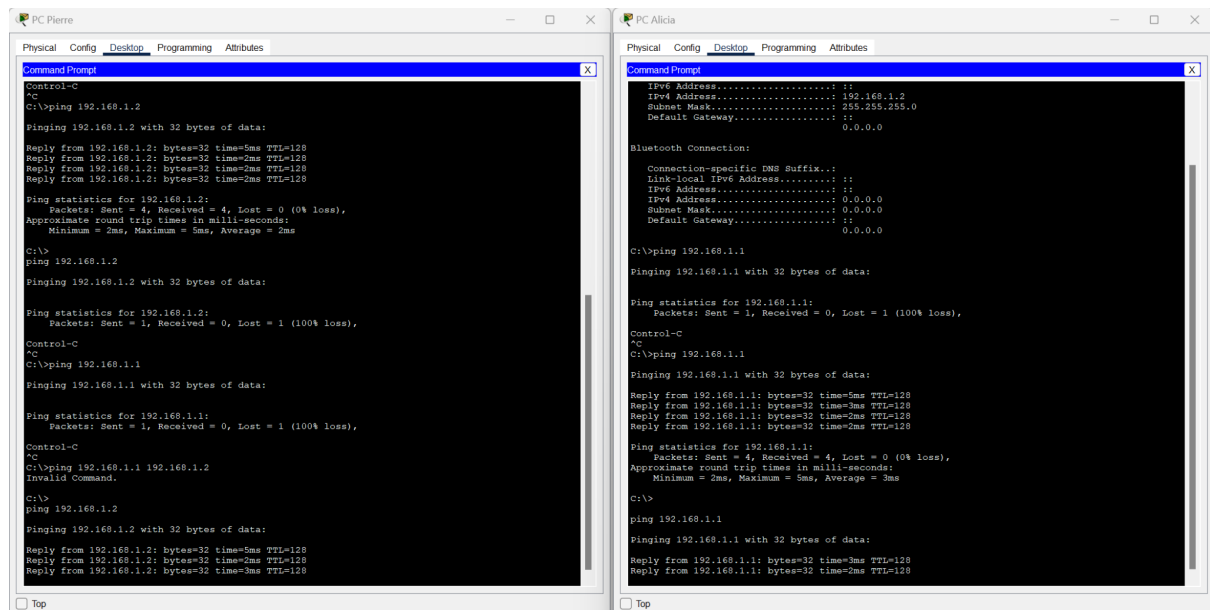 PC Pierre
Physical Config Desktop Programming Attributes
Command Prompt X
Control-C
^C
C:\>ping 192.168.1.2
Pinging 192.168.1.2 with 32 bytes of data:
Reply from 192.168.1.2: bytes=32 time=5ms TTL=128
Reply from 192.168.1.2: bytes=32 time=2ms TTL=128
Reply from 192.168.1.2: bytes=32 time=2ms TTL=128
Reply from 192.168.1.2: bytes=32 time=2ms TTL=128
Ping statistics for 192.168.1.2:
Packets: Sent = 4, Received = 4, Lost = 0 (0% loss),
Approximate round trip times in milli-seconds:
Minimum = 2ms, Maximum = 5ms, Average = 2ms
C:\>
ping 192.168.1.2
Pinging 192.168.1.2 with 32 bytes of data:
Ping statistics for 192.168.1.2:
Packets: Sent = 1, Received = 0, Lost = 1 (100% loss),
Control-C
^C
C:\>ping 192.168.1.1
Pinging 192.168.1.1 with 32 bytes of data:
Ping statistics for 192.168.1.1:
Packets: Sent = 1, Received = 0, Lost = 1 (100% loss),
Control-C
^C
C:\>ping 192.168.1.1 192.168.1.2
Invalid Command.
C:\>
ping 192.168.1.2
Pinging 192.168.1.2 with 32 bytes of data:
Reply from 192.168.1.2: bytes=32 time=5ms TTL=128
Reply from 192.168.1.2: bytes=32 time=2ms TTL=128
Reply from 192.168.1.2: bytes=32 time=3ms TTL=128
Top
PC Alicia
Physical Config Desktop Programming Attributes
Command Prompt X
IPv6 Address....................: ::
IPv4 Address....................: 192.168.1.2
Subnet Mask.....................: 255.255.255.0
Default Gateway.................: ::
0.0.0.0
Bluetooth Connection:
Connection-specific DNS Suffix..:
Link-local IPv6 Address.........: ::
IPv6 Address....................: ::
IPv4 Address....................: 0.0.0.0
Subnet Mask.....................: 0.0.0.0
Default Gateway.................: ::
0.0.0.0
C:\>ping 192.168.1.1
Pinging 192.168.1.1 with 32 bytes of data:
Ping statistics for 192.168.1.1:
Packets: Sent = 1, Received = 0, Lost = 1 (100% loss),
Control-C
^C
C:\>ping 192.168.1.1
Pinging 192.168.1.1 with 32 bytes of data:
Reply from 192.168.1.1: bytes=32 time=5ms TTL=128
Reply from 192.168.1.1: bytes=32 time=3ms TTL=128
Reply from 192.168.1.1: bytes=32 time=2ms TTL=128
Reply from 192.168.1.1: bytes=32 time=2ms TTL=128
Ping statistics for 192.168.1.1:
Packets: Sent = 4, Received = 4, Lost = 0 (0% loss),
Approximate round trip times in milli-seconds:
Minimum = 2ms, Maximum = 5ms, Average = 3ms
C:\>
ping 192.168.1.1
Pinging 192.168.1.1 with 32 bytes of data:
Reply from 192.168.1.1: bytes=32 time=3ms TTL=128
Reply from 192.168.1.1: bytes=32 time=2ms TTL=128
Top